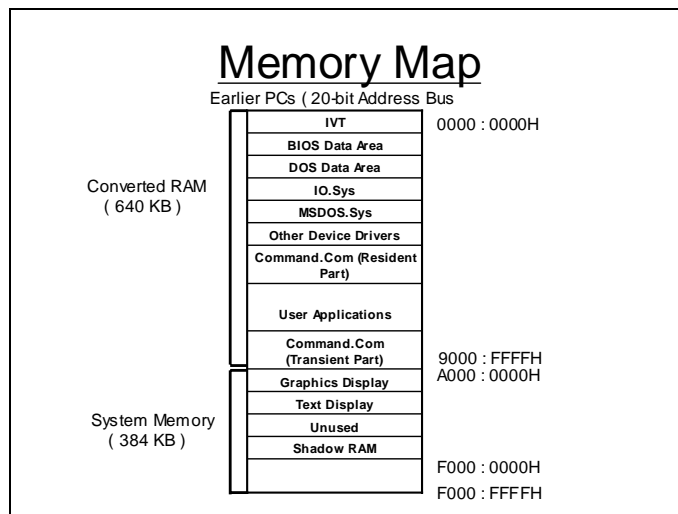 Memory Map
Earlier PCs ( 20-bit Address Bus
IVT
0000 : 0000H
BIOS Data Area
DOS Data Area
Converted RAM
( 640 KB )
IO.Sys
MSDOS.Sys
Other Device Drivers
Command.Com (Resident
Part)
User Applications
Command.Com
(Transient Part)
9000 : FFFFH
A000 : 0000H
Graphics Display
Text Display
System Memory
( 384 KB )
Unused
Shadow RAM
F000 : 0000H
F000 : FFFFH